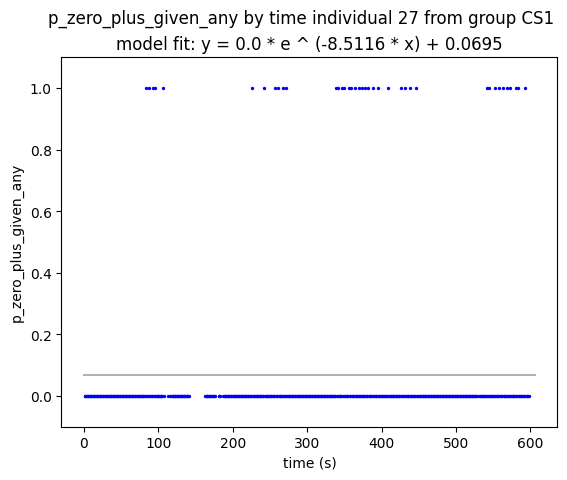 p_zero_plus_given_any by time individual 27 from group CS1
model fit: y = 0.0 * e ^ (-8.5116 * x) + 0.0695
1.0
0.8
0.6
0.4
0.2
0.0
p_zero_plus_given_any
0 100 200 300 400 500 600
time (s)